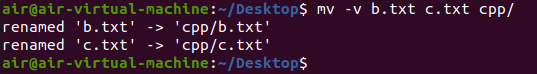 air@air-virtual-machine:~/Desktop$ mv -v b.txt c.txt cpp/
renamed 'b.txt' -> 'cpp/b.txt'
renamed 'c.txt' -> 'cpp/c.txt'
air@air-virtual-machine:~/Desktop$